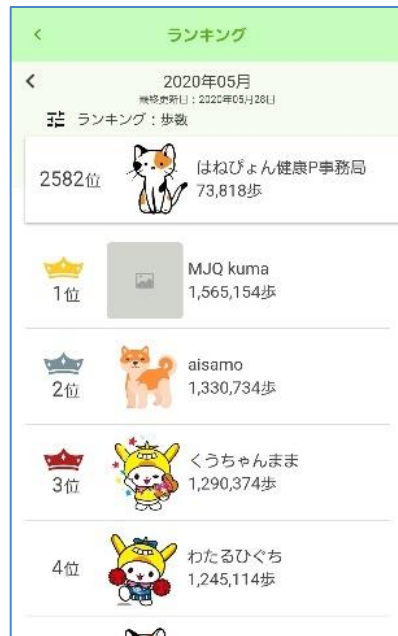 ランキング
2020年05月
最終更新日：2020年05月28日
ランキング：歩数
2582位
はねぴょん健康P事務局
73,818歩
1位
MJQ kuma
1,565,154歩
2位
aisamo
1,330,734歩
3位
くうちゃんまま
1,290,374歩
4位
わたるひぐち
1,245,114歩